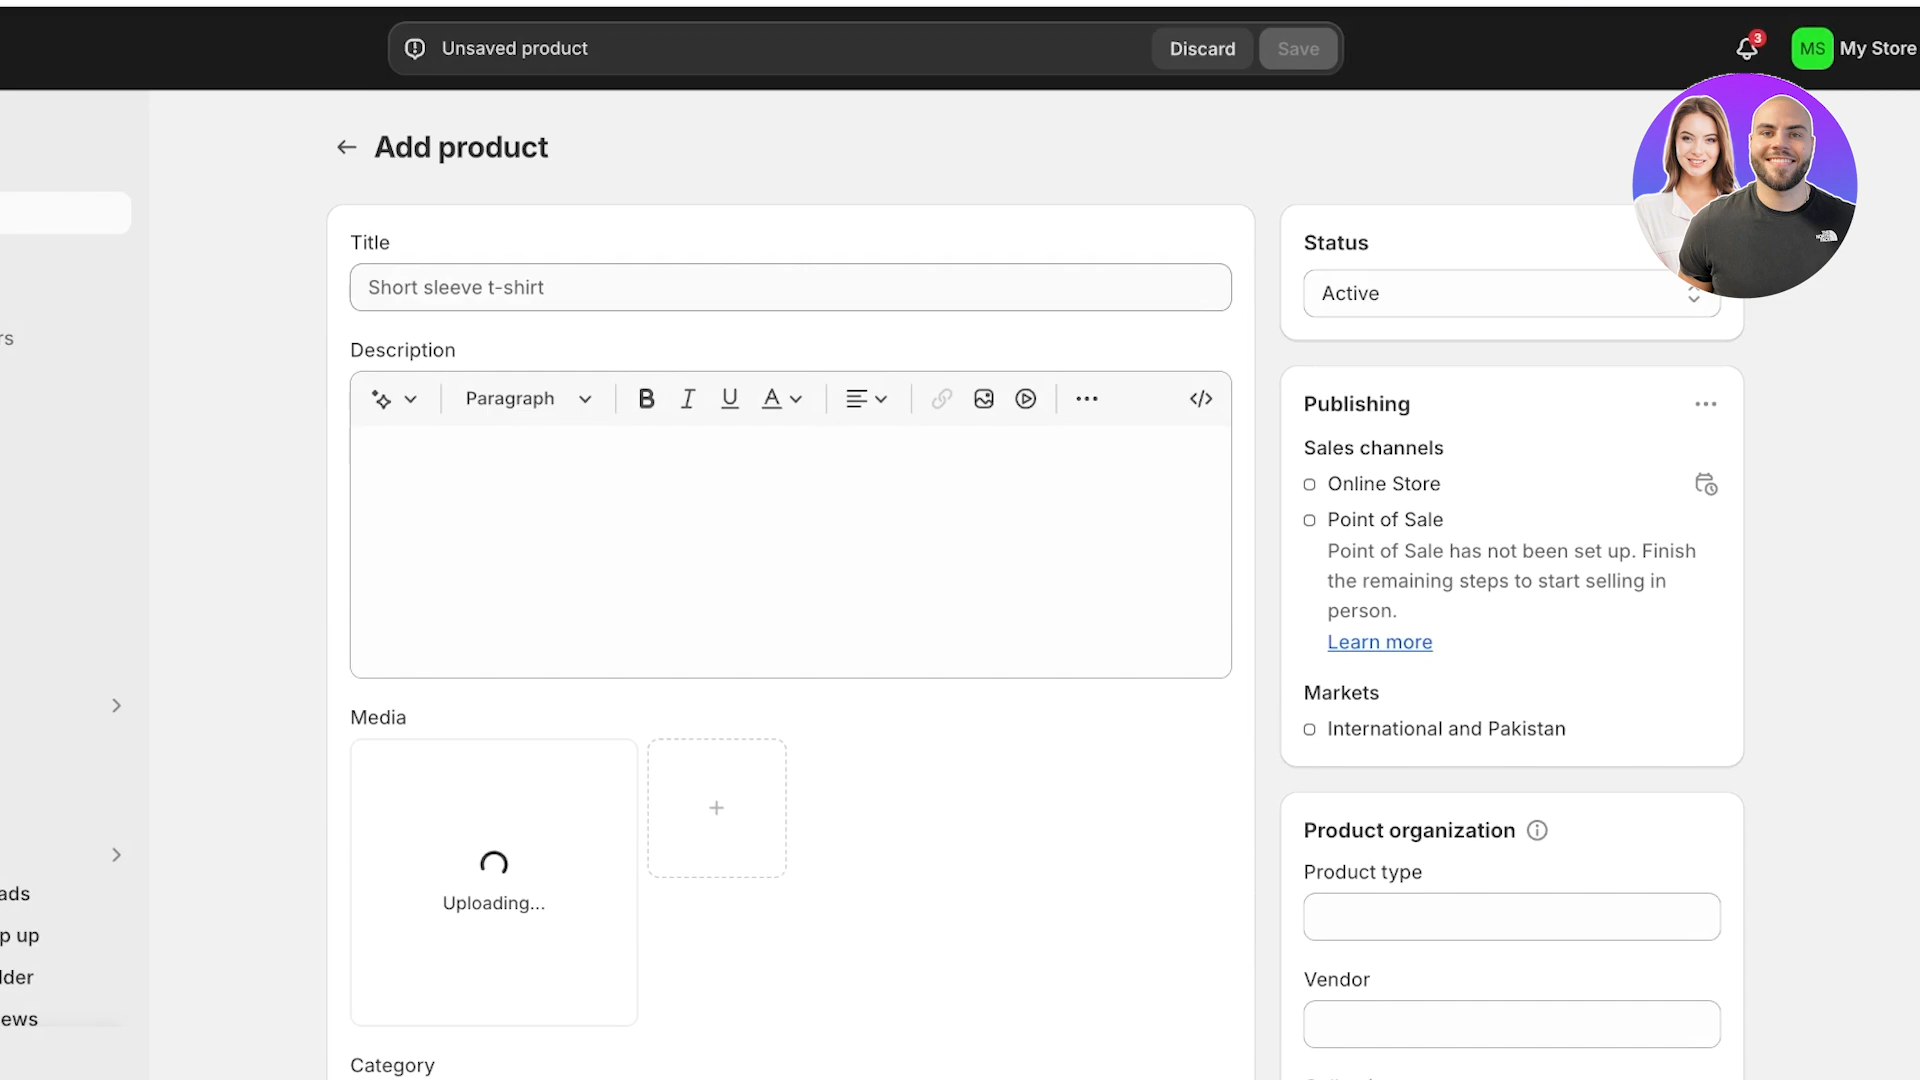 Unsaved product
Discard
Save
3
MS
My Store
Add product
Title
Short sleeve t-shirt
Description
Paragraph
B I U A
Media
Uploading...
Category
Status
Active
Publishing
Sales channels
Online Store
Point of Sale
Point of Sale has not been set up. Finish
the remaining steps to start selling in
person.
Learn more
Markets
International and Pakistan
Product organization
Product type
Vendor
rs
ads
p up
lder
ews